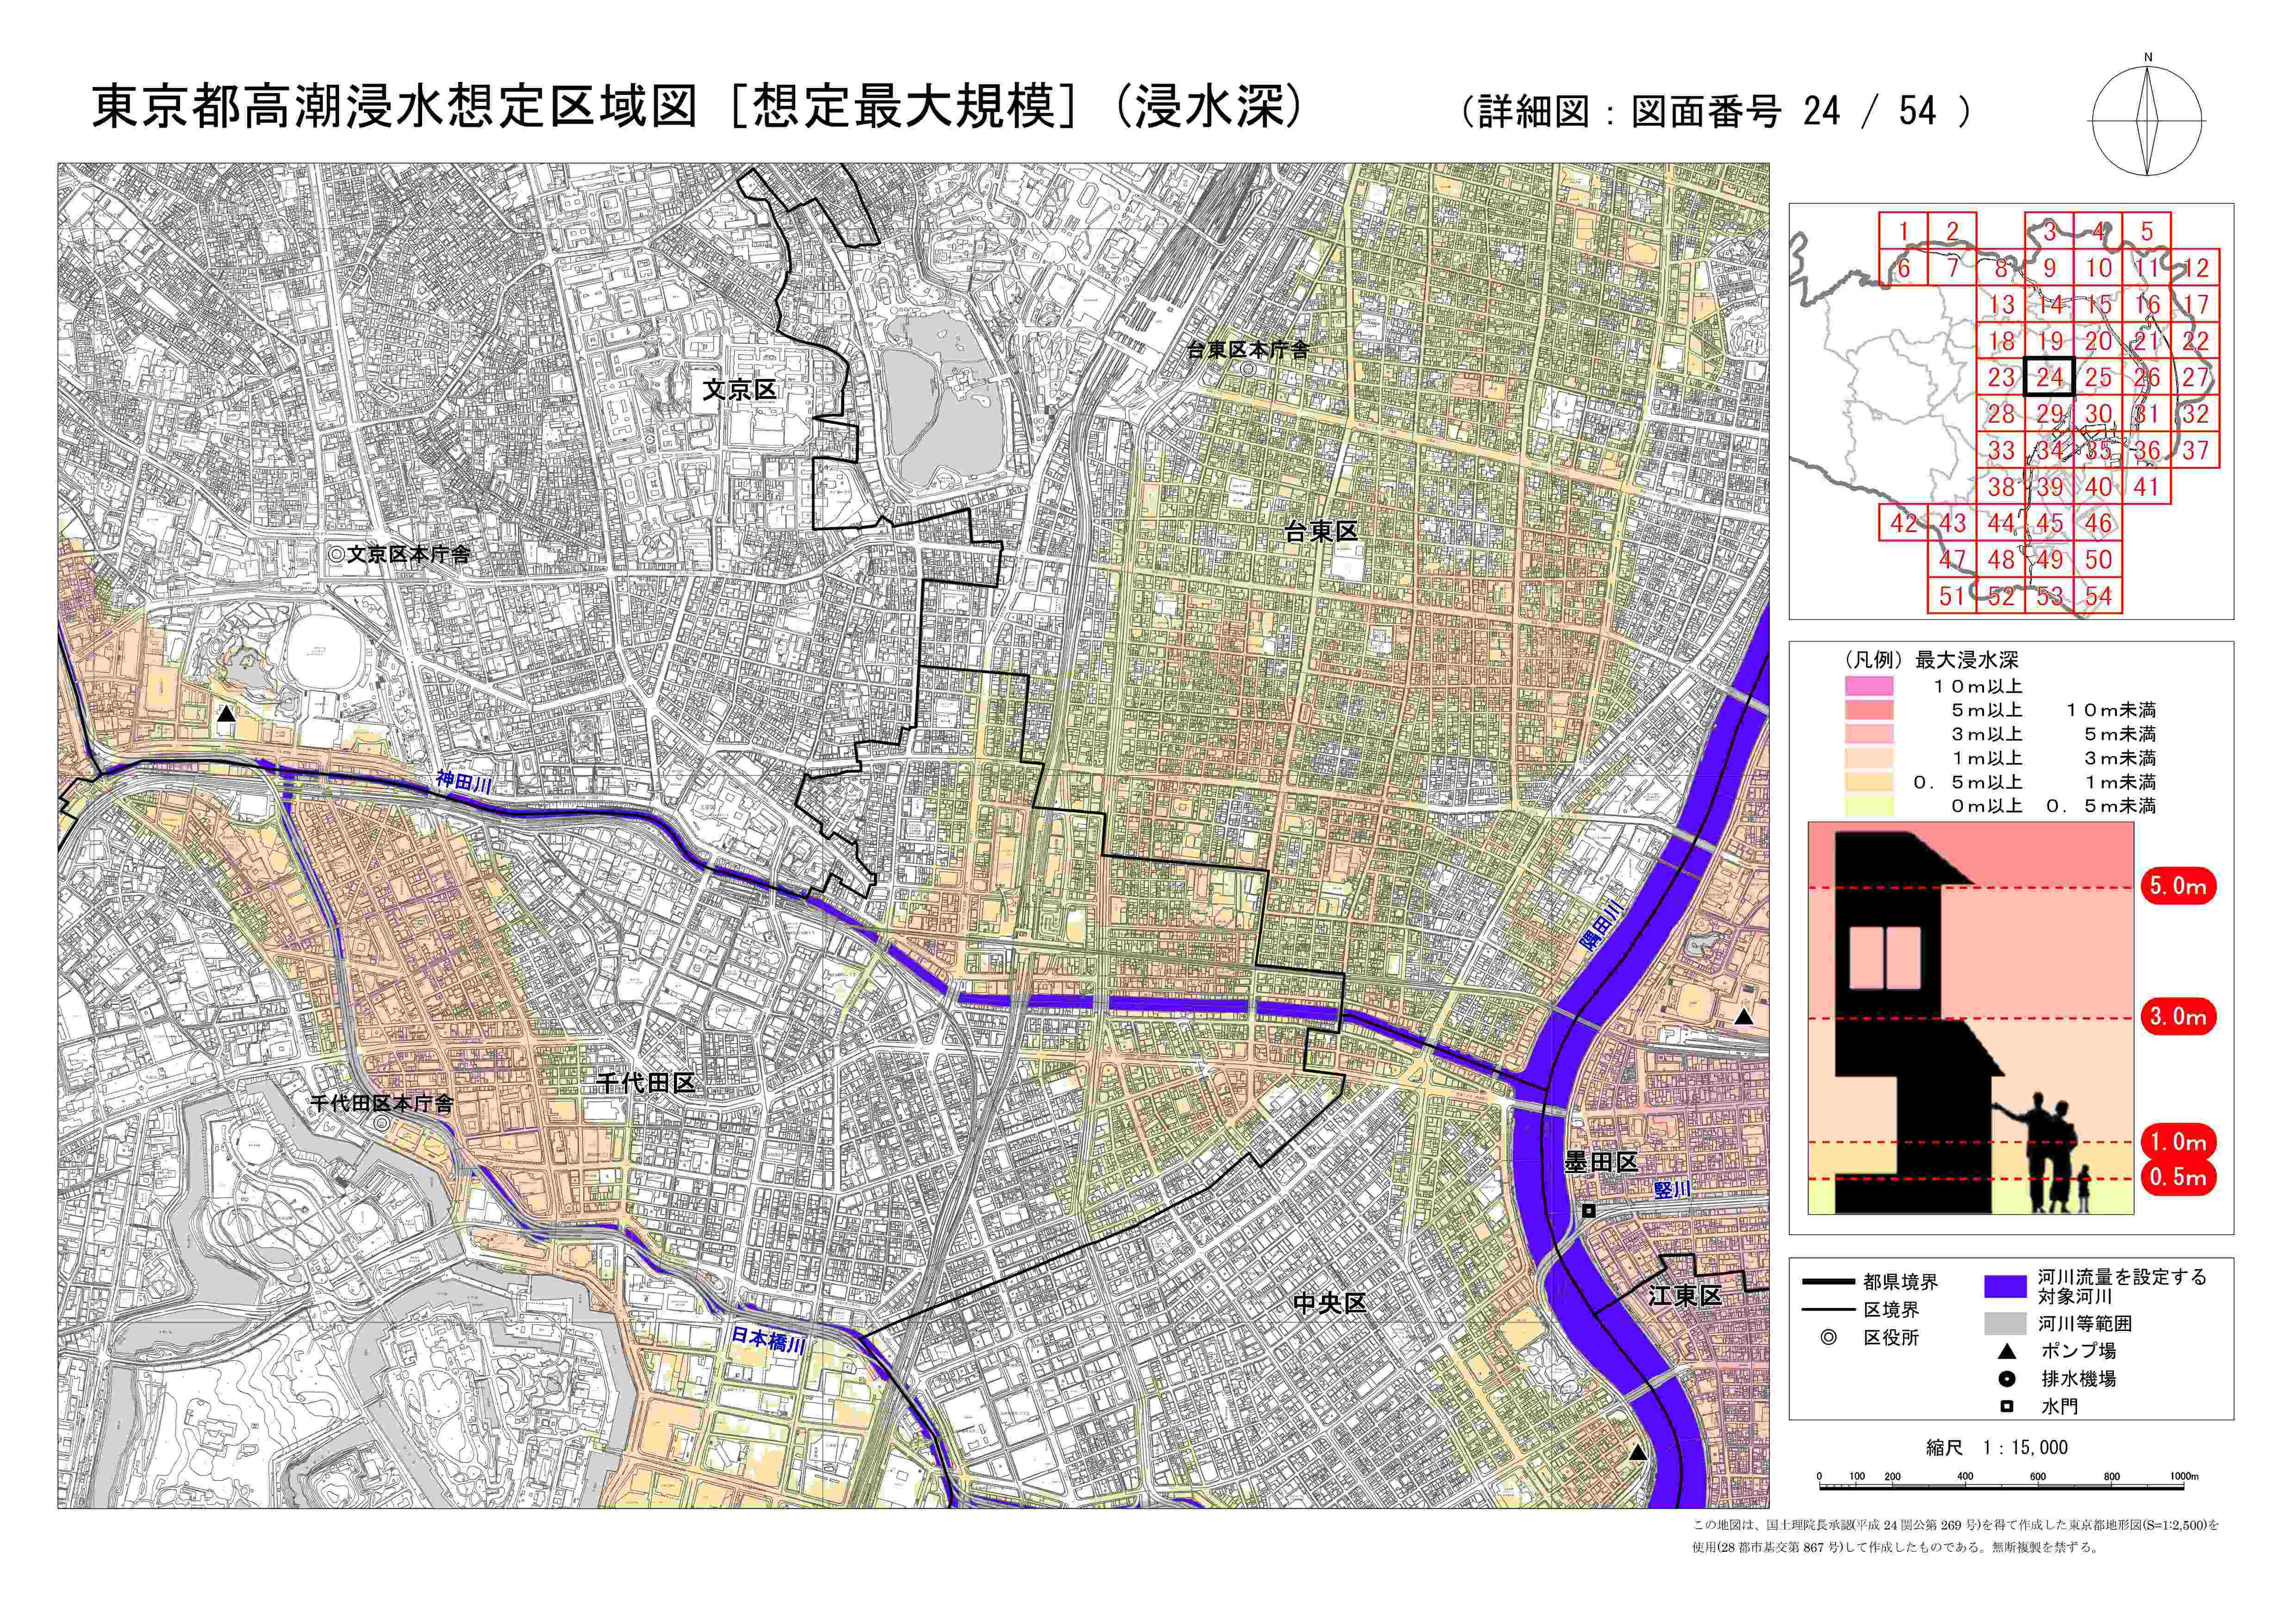 東京都高潮浸水想定区域図［想定最大規模］（浸水深）
（詳細図：図面番号 24 / 54 ）
N
1 2 3 4 5
6 7 8 9 10 11 12
13 14 15 16 17
18 19 20 21 22
23 24 25 26 27
28 29 30 31 32
33 34 35 36 37
38 39 40 41
42 43 44 45 46
47 48 49 50
51 52 53 54
台東区本庁舎
文京区
台東区
文京区本庁舎
神田川
隅田川
千代田区
千代田区本庁舎
墨田区
竪川
江東区
中央区
日本橋川
（凡例）最大浸水深
１０ｍ以上
５ｍ以上 １０ｍ未満
３ｍ以上 ５ｍ未満
１ｍ以上 ３ｍ未満
０．５ｍ以上 １ｍ未満
０ｍ以上 ０．５ｍ未満
5.0m
3.0m
1.0m
0.5m
都県境界
区境界
区役所
河川流量を設定する
対象河川
河川等範囲
ポンプ場
排水機場
水門
縮尺 1：15,000
0 100 200 400 600 800 1000m
この地図は、国土地理院長承認(平成 24 関公第 269 号)を得て作成した東京都地形図(S=1:2,500)を
使用(28 都市基交第 867 号)して作成したものである。無断複製を禁ずる。